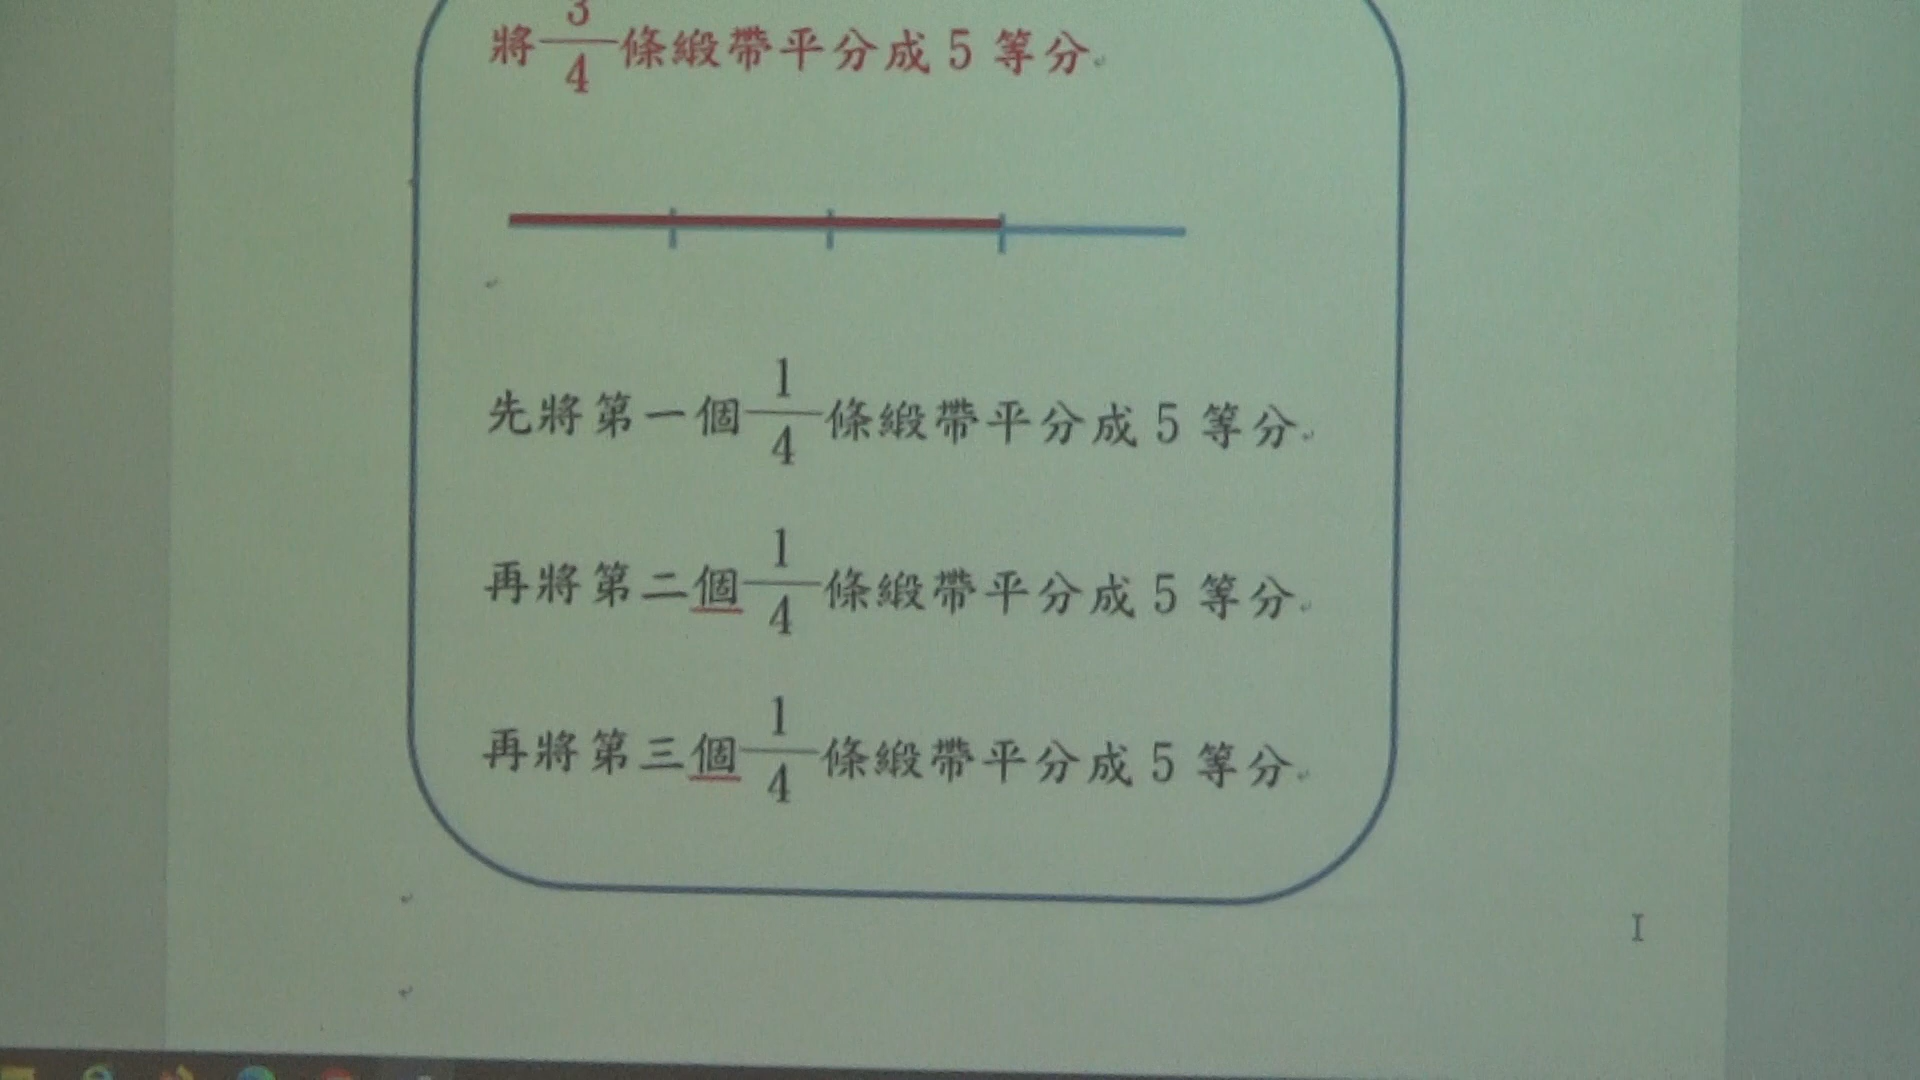 將 3/4 條緞帶平分成 5 等分
先將第一個 1/4 條緞帶平分成 5 等分
再將第二個 1/4 條緞帶平分成 5 等分
再將第三個 1/4 條緞帶平分成 5 等分